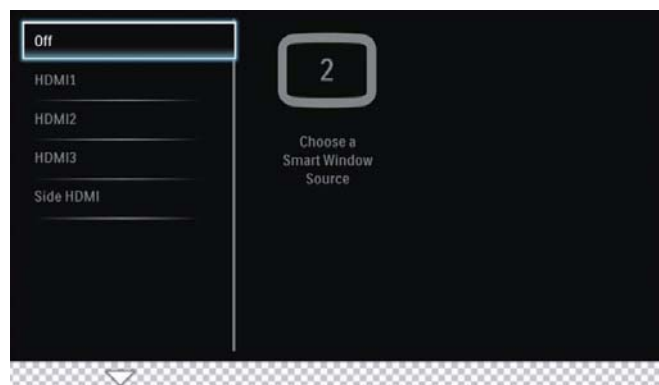 Off
HDMI1
HDMI2
HDMI3
Side HDMI
2
Choose a
Smart Window
Source